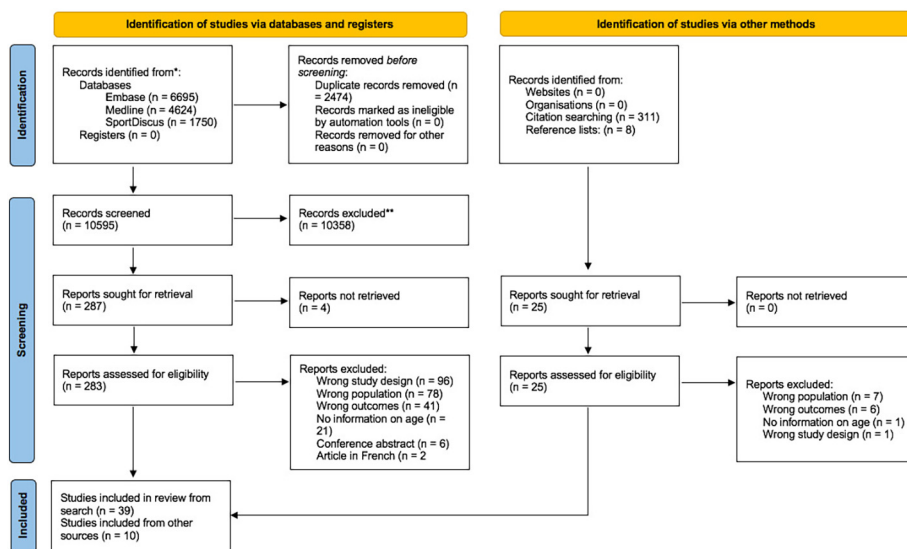 Identification of studies via databases and registers
Identification of studies via other methods
Identification
Records identified from*:
Databases
Embase (n = 6695)
Medline (n = 4624)
SportDiscus (n = 1750)
Registers (n = 0)
Records removed before
screening:
Duplicate records removed (n
= 2474)
Records marked as ineligible
by automation tools (n = 0)
Records removed for other
reasons (n = 0)
Records identified from:
Websites (n = 0)
Organisations (n = 0)
Citation searching (n = 311)
Reference lists: (n = 8)
Screening
Records screened
(n = 10595)
Records excluded**
(n = 10358)
Reports sought for retrieval
(n = 287)
Reports not retrieved
(n = 4)
Reports sought for retrieval
(n = 25)
Reports not retrieved
(n = 0)
Reports assessed for eligibility
(n = 283)
Reports excluded:
Wrong study design (n = 96)
Wrong population (n = 78)
Wrong outcomes (n = 41)
No information on age (n =
21)
Conference abstract (n = 6)
Article in French (n = 2
Reports assessed for eligibility
(n = 25)
Reports excluded:
Wrong population (n = 7)
Wrong outcomes (n = 6)
No information on age (n = 1)
Wrong study design (n = 1)
Included
Studies included in review from
search (n = 39)
Studies included from other
sources (n = 10)